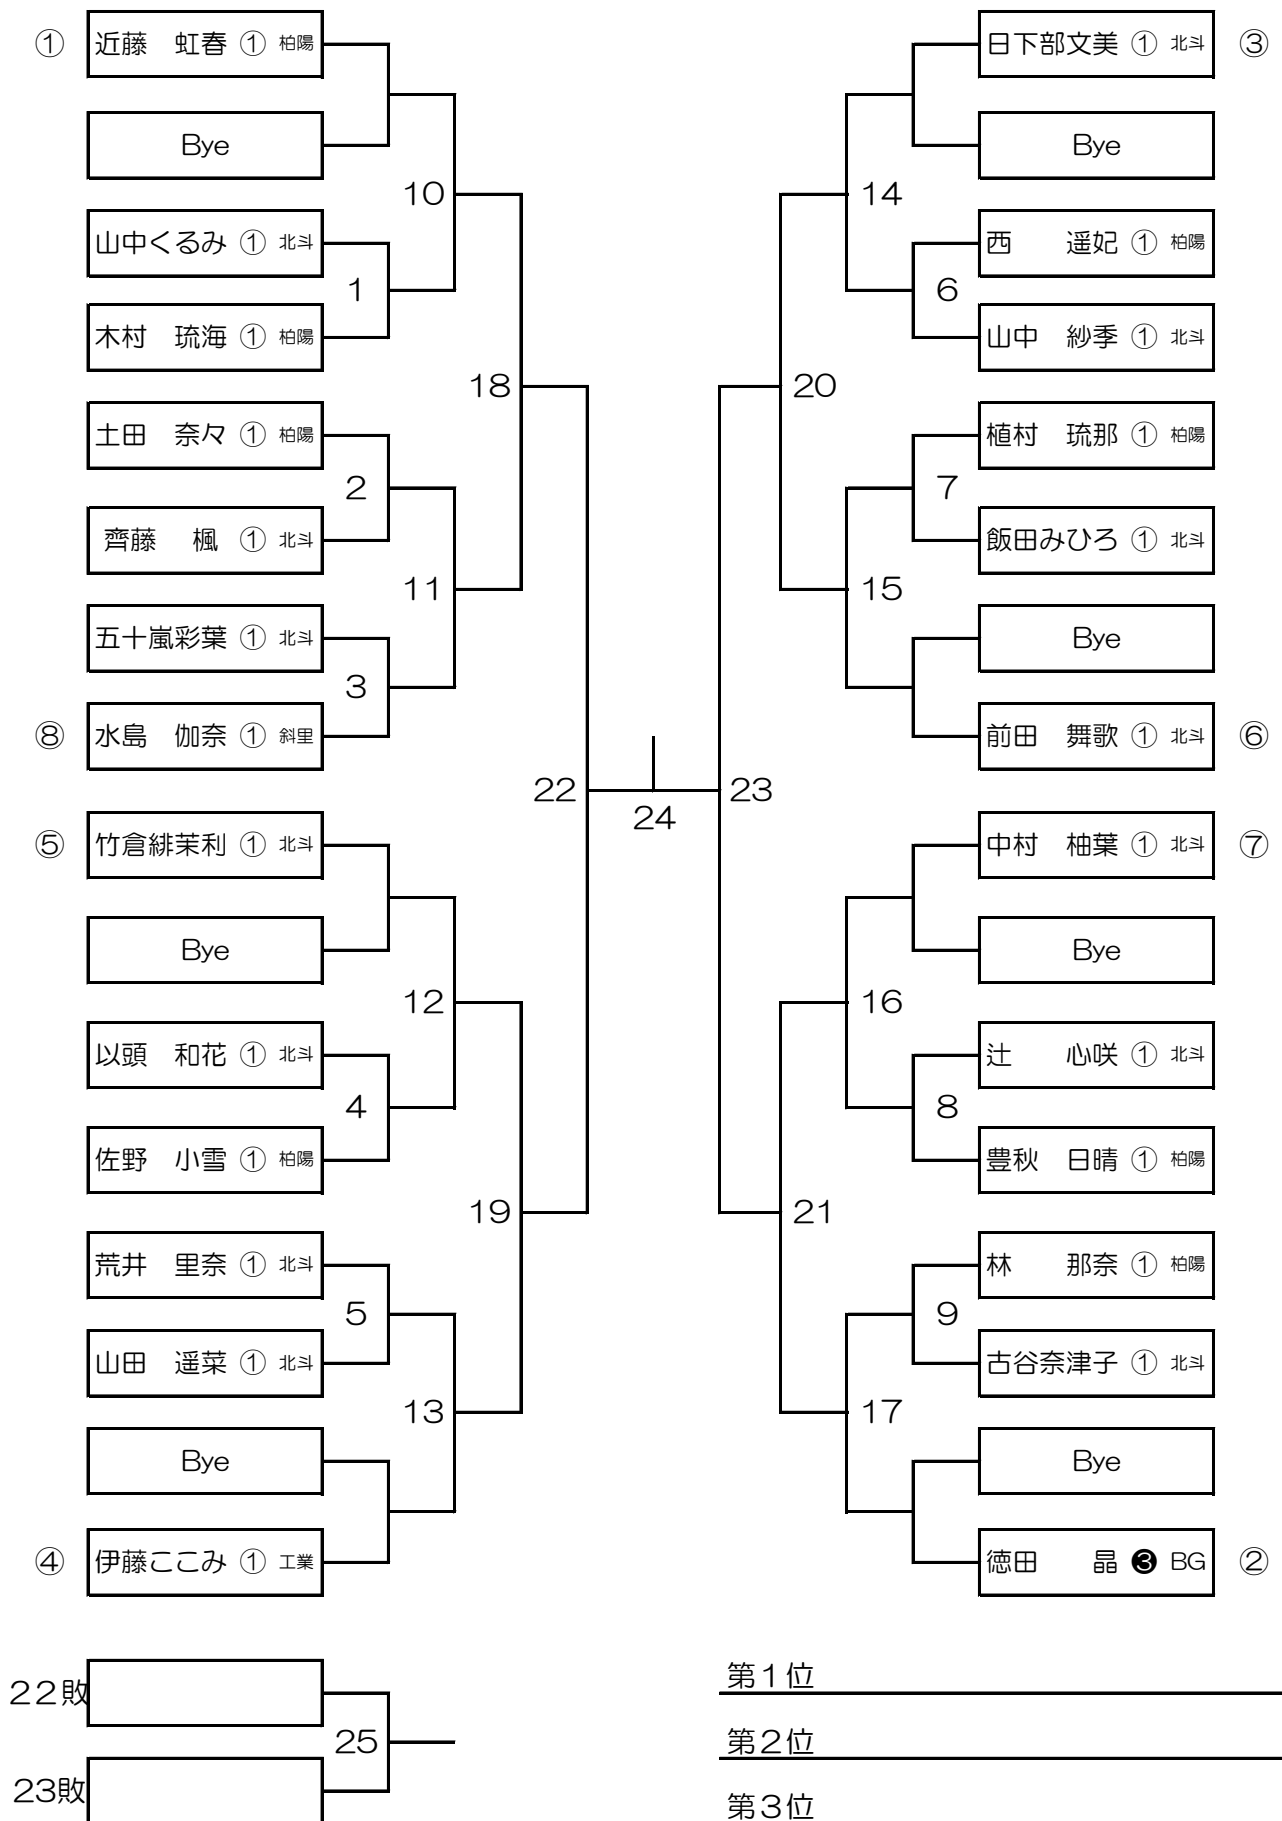 ① 近藤 虹春 ① 柏陽
Bye
10
山中くるみ ① 北斗
1
木村 琉海 ① 柏陽
18
土田 奈々 ① 柏陽
2
齊藤 楓 ① 北斗
11
五十嵐彩葉 ① 北斗
3
⑧ 水島 伽奈 ① 斜里
22
⑤ 竹倉緋茉利 ① 北斗
Bye
12
以頭 和花 ① 北斗
4
佐野 小雪 ① 柏陽
19
荒井 里奈 ① 北斗
5
山田 遥菜 ① 北斗
13
Bye
④ 伊藤ここみ ① 工業
24
日下部文美 ① 北斗 ③
Bye
14
西 遥妃 ① 柏陽
6
山中 紗季 ① 北斗
20
植村 琉那 ① 柏陽
7
飯田みひろ ① 北斗
15
Bye
前田 舞歌 ① 北斗 ⑥
23
中村 柚葉 ① 北斗 ⑦
Bye
16
辻 心咲 ① 北斗
8
豊秋 日晴 ① 柏陽
21
林 那奈 ① 柏陽
9
古谷奈津子 ① 北斗
17
Bye
徳田 晶 ❸ BG ②
22敗
25
23敗
第1位
第2位
第3位